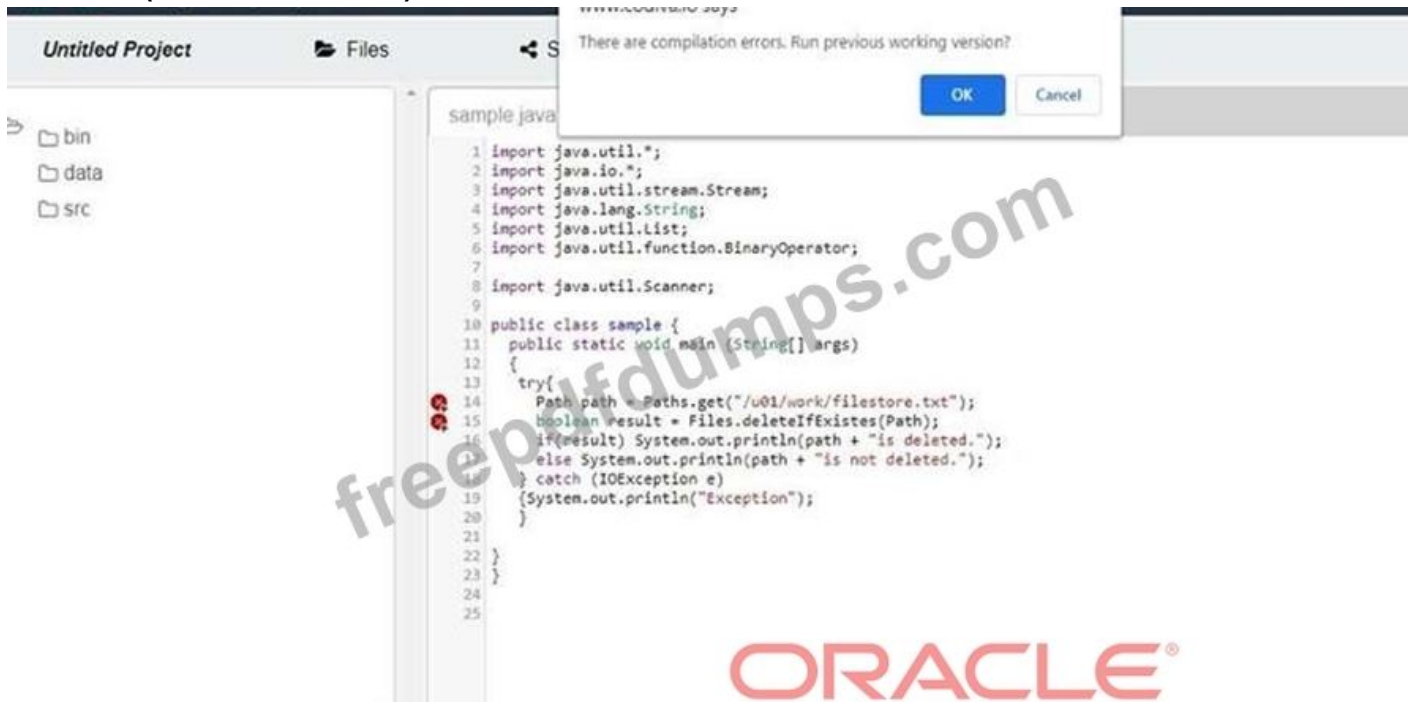 www.codiva.io says
Untitled Project
Files
S
There are compilation errors. Run previous working version?
OK
Cancel
bin
data
src
sample java
1 import java.util.*;
2 import java.io.*;
3 import java.util.stream.Stream;
4 import java.lang.String;
5 import java.util.List;
6 import java.util.function.BinaryOperator;
7
8 import java.util.Scanner;
9
10 public class sample {
11 public static void main (String[] args)
12 {
13 try{
14 Path path = Paths.get("/u01/work/filestore.txt");
15 boolean result = Files.deleteIfExistes(Path);
16 if(result) System.out.println(path + "is deleted.");
17 else System.out.println(path + "is not deleted.");
18 } catch (IOException e)
19 {System.out.println("Exception");
20 }
21
22 }
23 }
24
25
freepdfdumps.com
ORACLE®